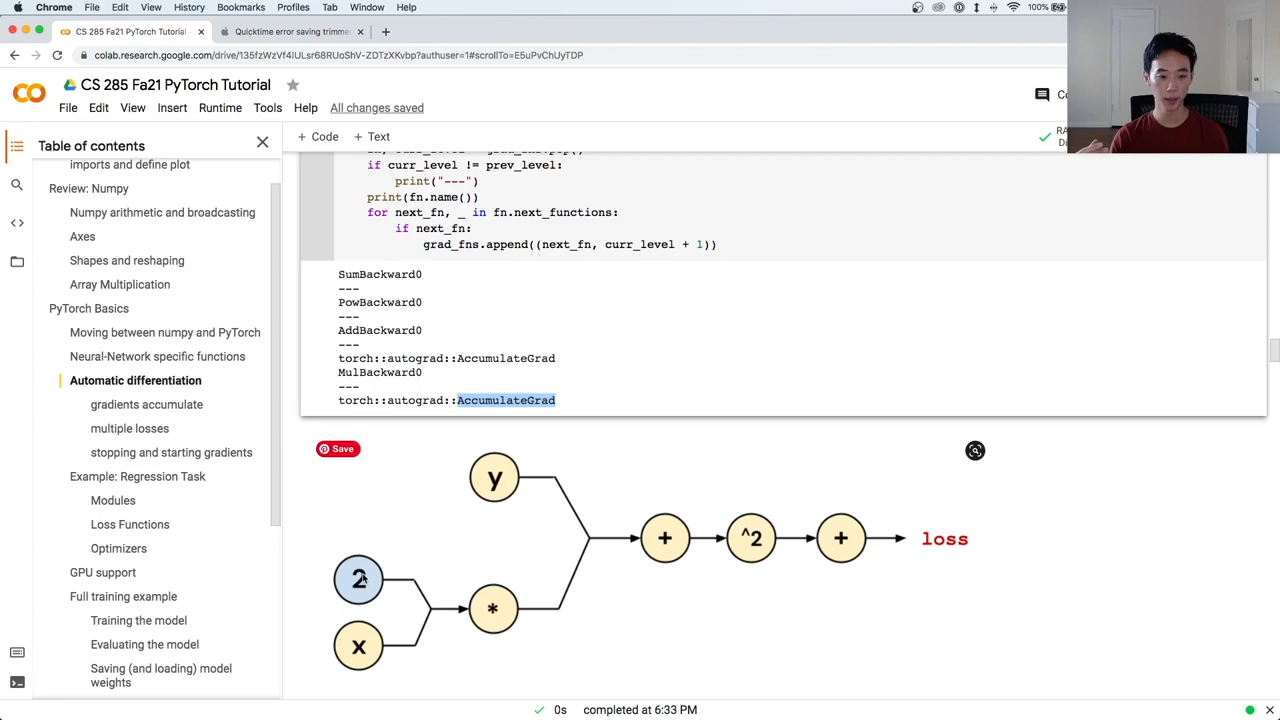 Chrome File Edit View History Bookmarks Profiles Tab Window Help 100%
CS 285 Fa21 PyTorch Tutorial
Quicktime error saving trimme
colab.research.google.com/drive/135fzWzVf4IULsr68RUoShV-ZDTzXKvbp?authuser=1#scrollTo=E5uPvChUyTDP
CS 285 Fa21 PyTorch Tutorial
File Edit View Insert Runtime Tools Help All changes saved
+ Code + Text
Table of contents
imports and define plot
Review: Numpy
Numpy arithmetic and broadcasting
Axes
Shapes and reshaping
Array Multiplication
PyTorch Basics
Moving between numpy and PyTorch
Neural-Network specific functions
Automatic differentiation
gradients accumulate
multiple losses
stopping and starting gradients
Example: Regression Task
Modules
Loss Functions
Optimizers
GPU support
Full training example
Training the model
Evaluating the model
Saving (and loading) model
weights
if curr_level != prev_level:
print("---")
print(fn.name())
for next_fn, _ in fn.next_functions:
if next_fn:
grad_fns.append((next_fn, curr_level + 1))
SumBackward0
---
PowBackward0
---
AddBackward0
---
torch::autograd::AccumulateGrad
MulBackward0
---
torch::autograd::AccumulateGrad
Save
y
+ ^2 + loss
2
*
x
0s completed at 6:33 PM